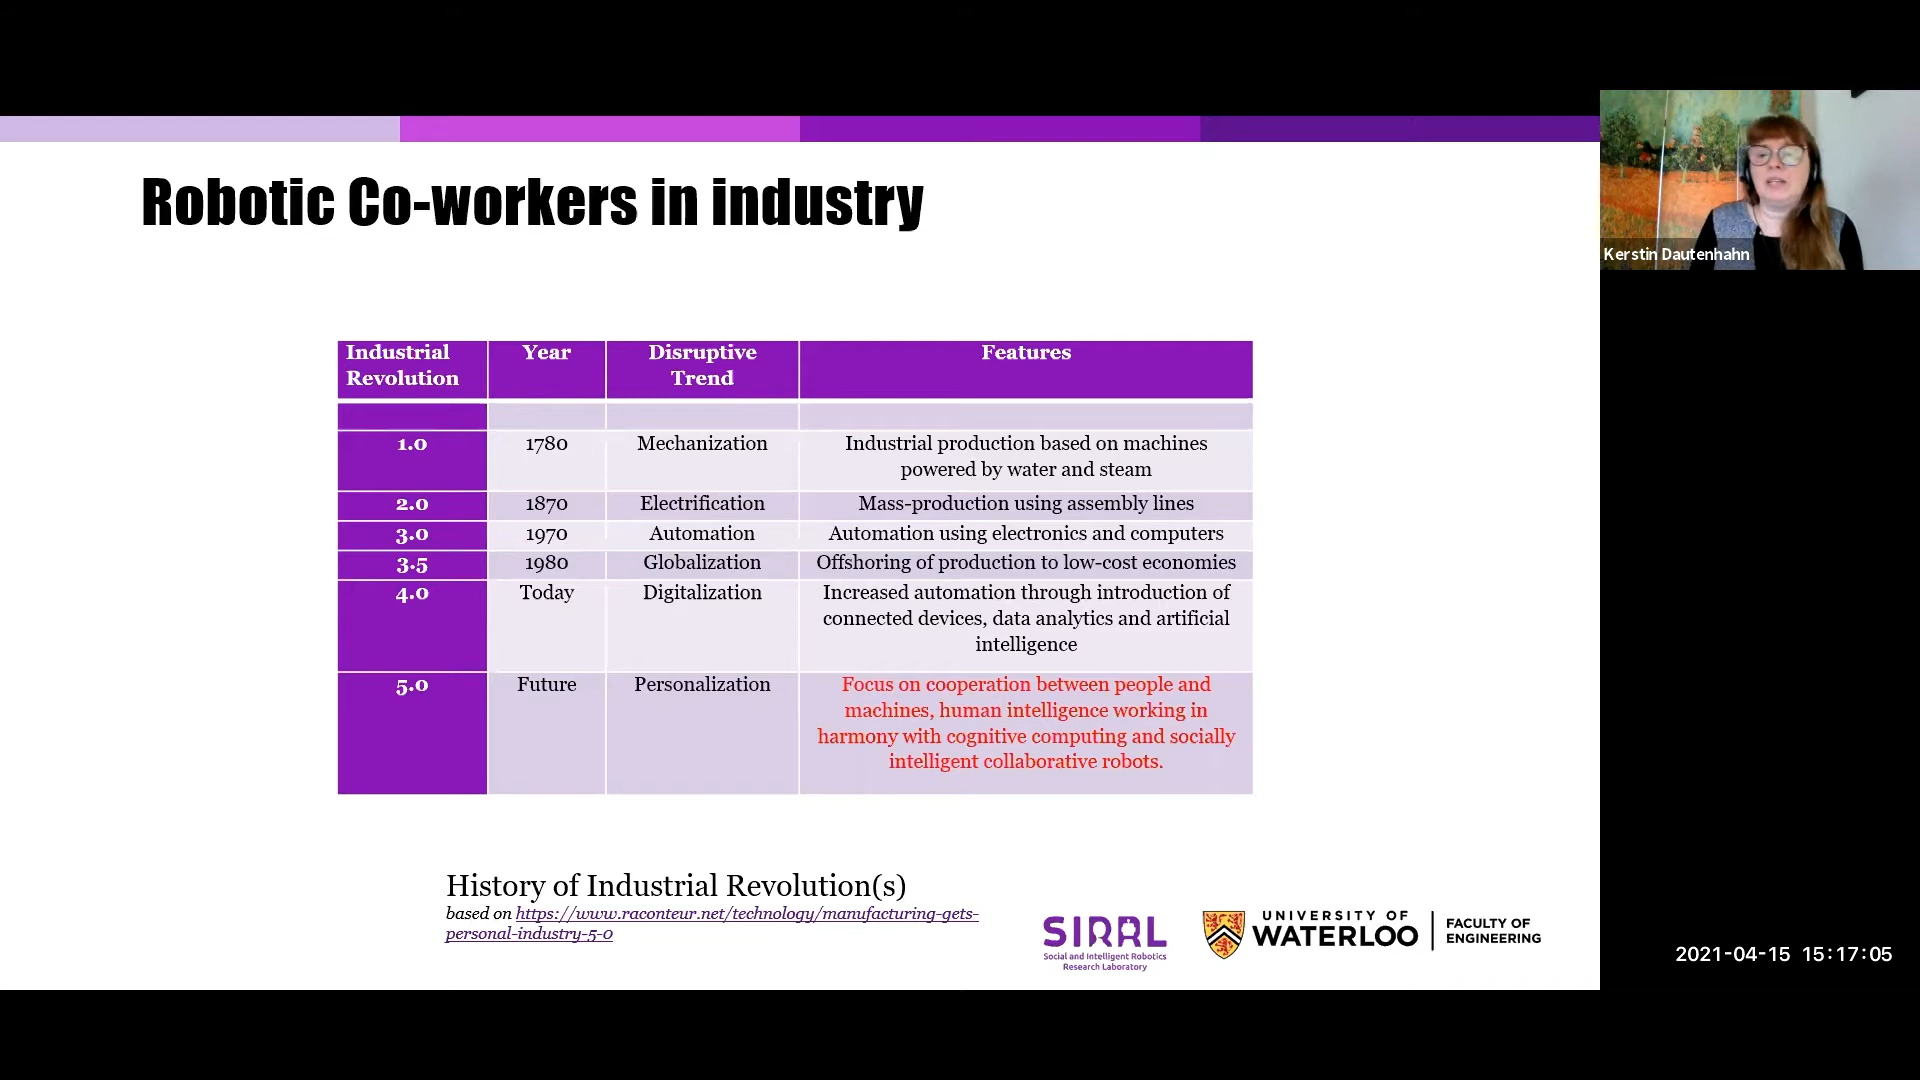 Robotic Co-workers in industry
Kerstin Dautenhahn
Industrial
Revolution
Year
Disruptive
Trend
Features
1.0
1780
Mechanization
Industrial production based on machines
powered by water and steam
2.0
1870
Electrification
Mass-production using assembly lines
3.0
1970
Automation
Automation using electronics and computers
3.5
1980
Globalization
Offshoring of production to low-cost economies
4.0
Today
Digitalization
Increased automation through introduction of
connected devices, data analytics and artificial
intelligence
5.0
Future
Personalization
Focus on cooperation between people and
machines, human intelligence working in
harmony with cognitive computing and socially
intelligent collaborative robots.
History of Industrial Revolution(s)
based on https://www.raconteur.net/technology/manufacturing-gets-
personal-industry-5-0
SIRRL
Social and Intelligent Robotics
Research Laboratory
UNIVERSITY OF
WATERLOO
FACULTY OF
ENGINEERING
2021-04-15 15:17:05